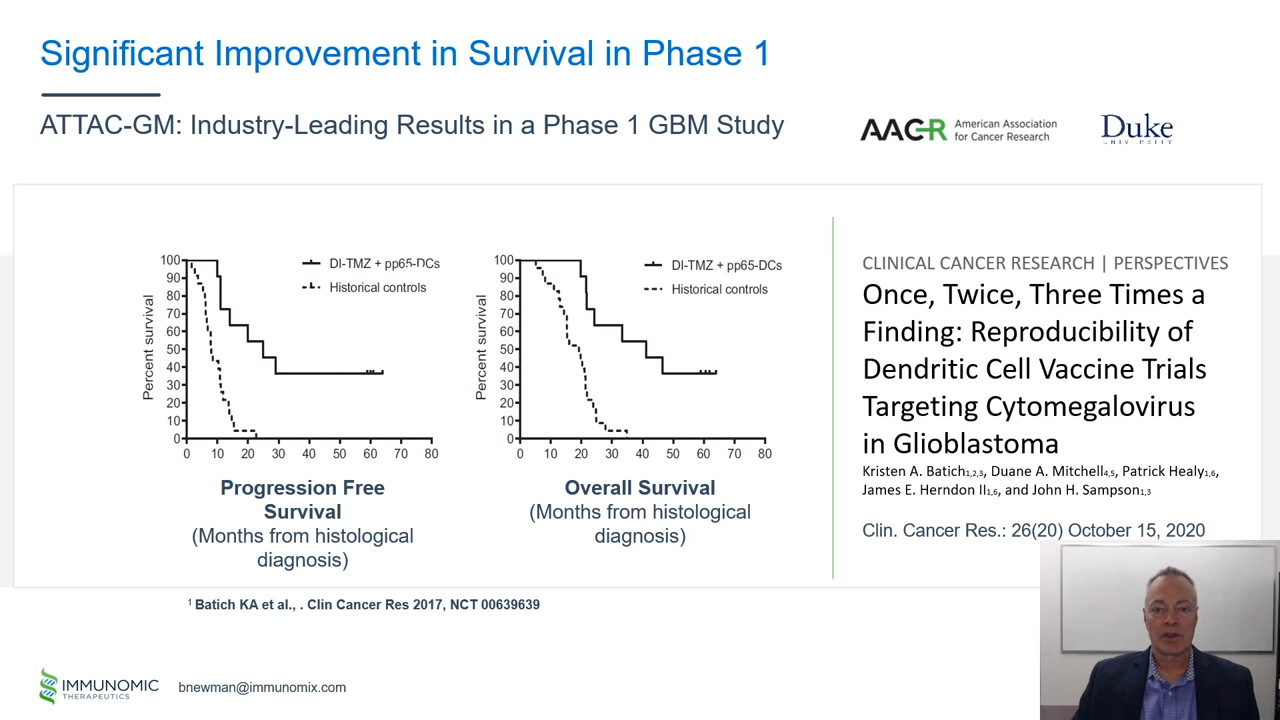 Significant Improvement in Survival in Phase 1
ATTAC-GM: Industry-Leading Results in a Phase 1 GBM Study
AACR American Association
for Cancer Research
Duke
UNIVERSITY
100
90
80
70
60
50
40
30
20
10
0
Percent survival
DI-TMZ + pp65-DCs
Historical controls
0 10 20 30 40 50 60 70 80
Progression Free
Survival
(Months from histological
diagnosis)
100
90
80
70
60
50
40
30
20
10
0
Percent survival
DI-TMZ + pp65-DCs
Historical controls
0 10 20 30 40 50 60 70 80
Overall Survival
(Months from histological
diagnosis)
CLINICAL CANCER RESEARCH | PERSPECTIVES
Once, Twice, Three Times a
Finding: Reproducibility of
Dendritic Cell Vaccine Trials
Targeting Cytomegalovirus
in Glioblastoma
Kristen A. Batich1,2,3, Duane A. Mitchell4,5, Patrick Healy1,6,
James E. Herndon II1,6, and John H. Sampson1,3
Clin. Cancer Res.: 26(20) October 15, 2020
1 Batich KA et al., . Clin Cancer Res 2017, NCT 00639639
IMMUNOMIC
THERAPEUTICS
bnewman@immunomix.com